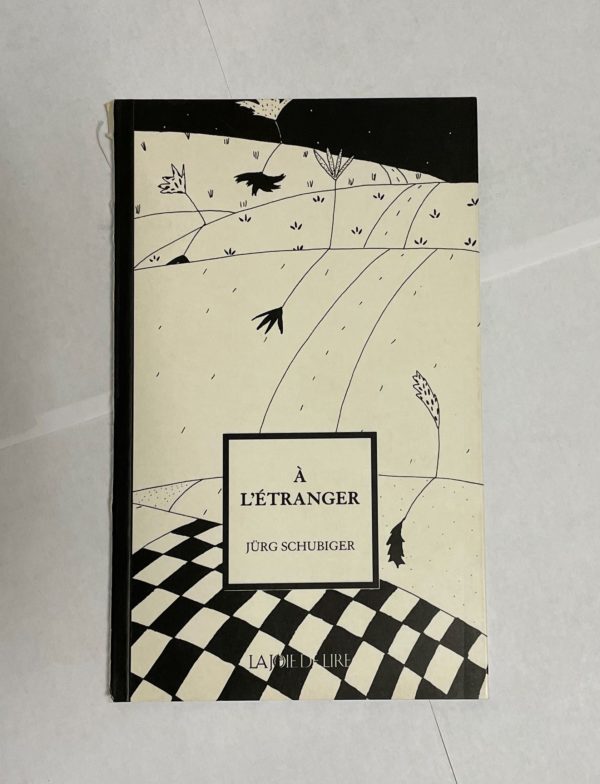 À
L'ÉTRANGER
JÜRG SCHUBIGER
LA JOIE DE LIRE